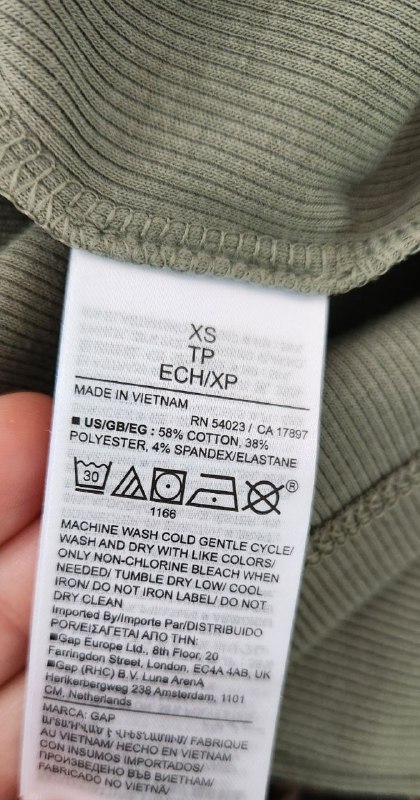 XS
TP
ECH/XP
MADE IN VIETNAM
RN 54023 / CA 17897
■ US/GB/EG : 58% COTTON, 38%
POLYESTER, 4% SPANDEX/ELASTANE
30
®
1166
MACHINE WASH COLD GENTLE CYCLE/
WASH AND DRY WITH LIKE COLORS/
ONLY NON-CHLORINE BLEACH WHEN
NEEDED/ TUMBLE DRY LOW/ COOL
IRON/ DO NOT IRON LABEL/ DO NOT
DRY CLEAN
Imported By/Importe Par/DISTRIBUIDO
POR/ΕΙΣΑΓΕΤΑΙ ΑΠΟ ΤΗΝ:
■Gap Europe Ltd., 8th Floor, 20
Farringdon Street, London, EC4A 4AB, UK
■Gap (RHC) B.V. Luna ArenA
Herikerbergweg 238 Amsterdam, 1101
CM, Netherlands
MARCA: GAP
FABRIQUE
AU VIETNAM/ HECHO EN VIETNAM
CON INSUMOS IMPORTADOS/
ПРОИЗВЕДЕНО ВЪВ ВИЕТНАМ/
FABRICADO NO VIETNÃ/